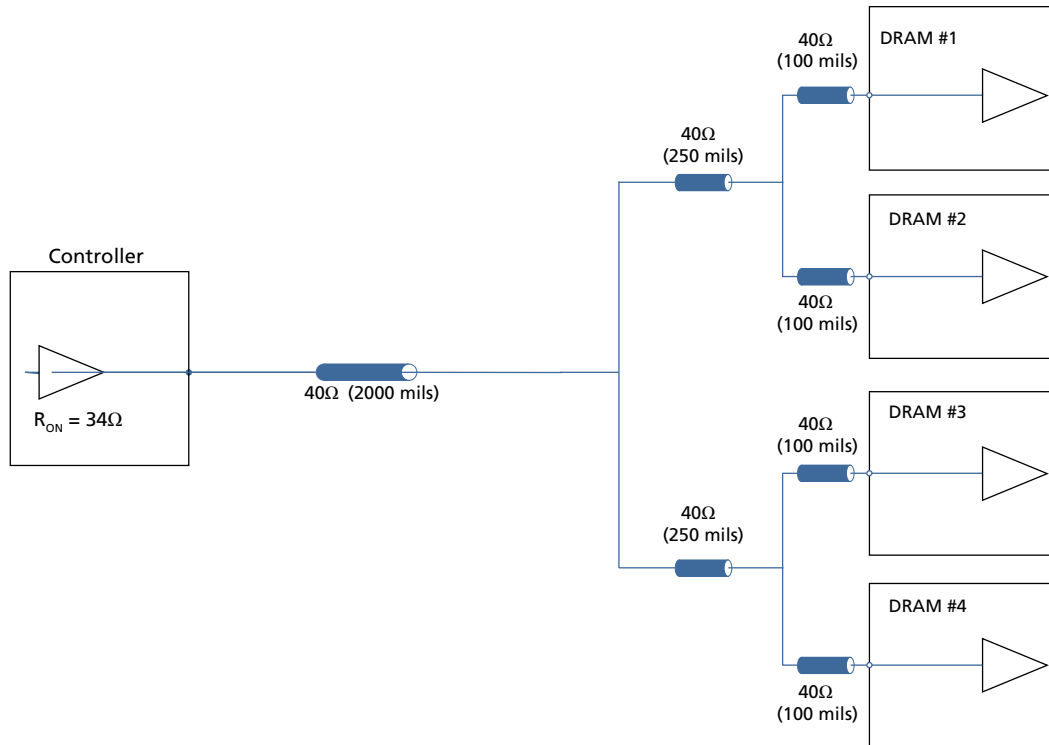 40Ω
(100 mils)
DRAM #1
40Ω
(250 mils)
DRAM #2
40Ω
(100 mils)
Controller
R_ON = 34Ω
40Ω (2000 mils)
40Ω
(100 mils)
DRAM #3
40Ω
(250 mils)
DRAM #4
40Ω
(100 mils)